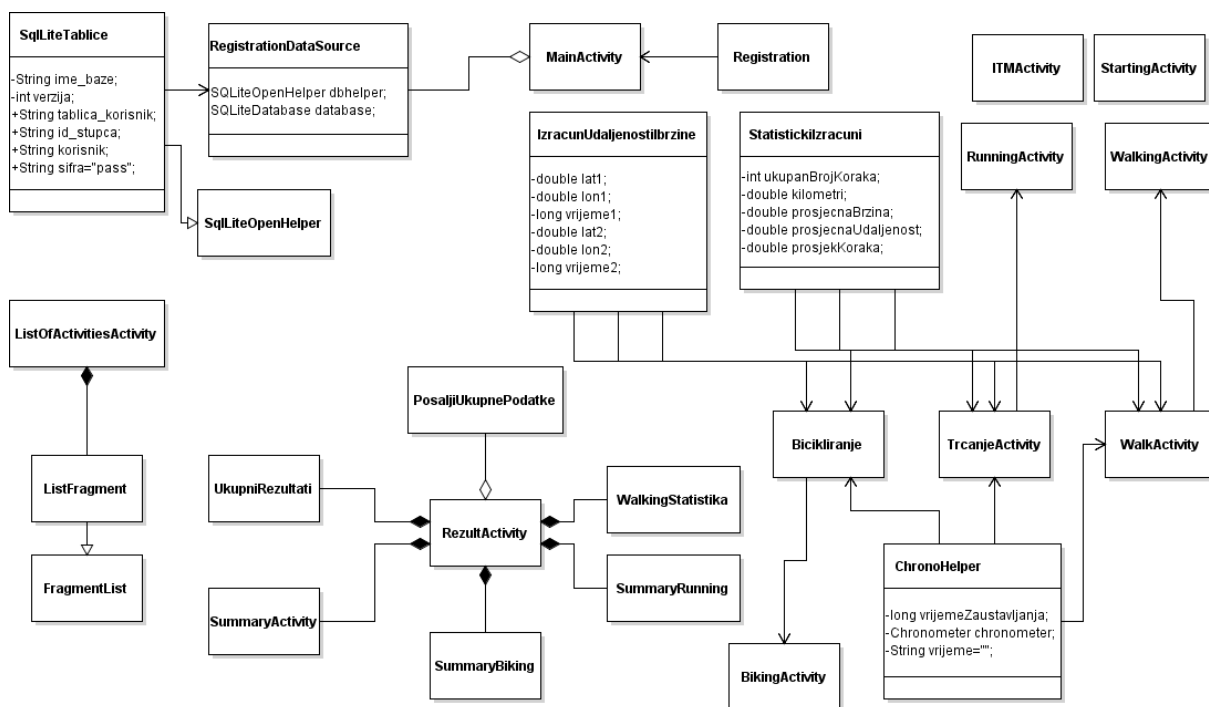 SqlLiteTablice
-String ime_baze;
-int verzija;
+String tablica_korisnik;
+String id_stupca;
+String korisnik;
+String sifra="pass";
RegistrationDataSource
SQLiteOpenHelper dbhelper;
SQLiteDatabase database;
MainActivity
Registration
ITMActivity
StartingActivity
SqlLiteOpenHelper
IzracunUdaljenostiIbrzine
-double lat1;
-double lon1;
-long vrijeme1;
-double lat2;
-double lon2;
-long vrijeme2;
StatistickiIzracuni
-int ukupanBrojKoraka;
-double kilometri;
-double prosjecnaBrzina;
-double prosjecnaUdaljenost;
-double prosjekKoraka;
RunningActivity
WalkingActivity
ListOfActivitiesActivity
PosaljiUkupnePodatke
Bicikliranje
TrcanjeActivity
WalkActivity
ListFragment
UkupniRezultati
WalkingStatistika
RezultActivity
FragmentList
SummaryActivity
SummaryRunning
SummaryBiking
ChronoHelper
-long vrijemeZaustavljanja;
-Chronometer chronometer;
-String vrijeme="";
BikingActivity